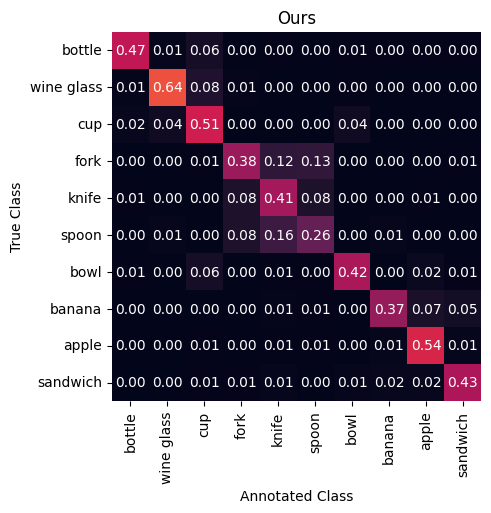 Ours
bottle 0.47 0.01 0.06 0.00 0.00 0.00 0.01 0.00 0.00 0.00
wine glass 0.01 0.64 0.08 0.01 0.00 0.00 0.00 0.00 0.00 0.00
cup 0.02 0.04 0.51 0.00 0.00 0.00 0.04 0.00 0.00 0.00
fork 0.00 0.00 0.01 0.38 0.12 0.13 0.00 0.00 0.00 0.01
knife 0.01 0.00 0.00 0.08 0.41 0.08 0.00 0.00 0.01 0.00
spoon 0.00 0.01 0.00 0.08 0.16 0.26 0.00 0.01 0.00 0.00
bowl 0.01 0.00 0.06 0.00 0.01 0.00 0.42 0.00 0.02 0.01
banana 0.00 0.00 0.00 0.00 0.01 0.01 0.00 0.37 0.07 0.05
apple 0.00 0.00 0.00 0.00 0.00 0.00 0.00 0.01 0.54 0.01
sandwich 0.00 0.00 0.01 0.01 0.01 0.00 0.01 0.02 0.02 0.43
True Class
bottle
wine glass
cup
fork
knife
spoon
bowl
banana
apple
sandwich
Annotated Class